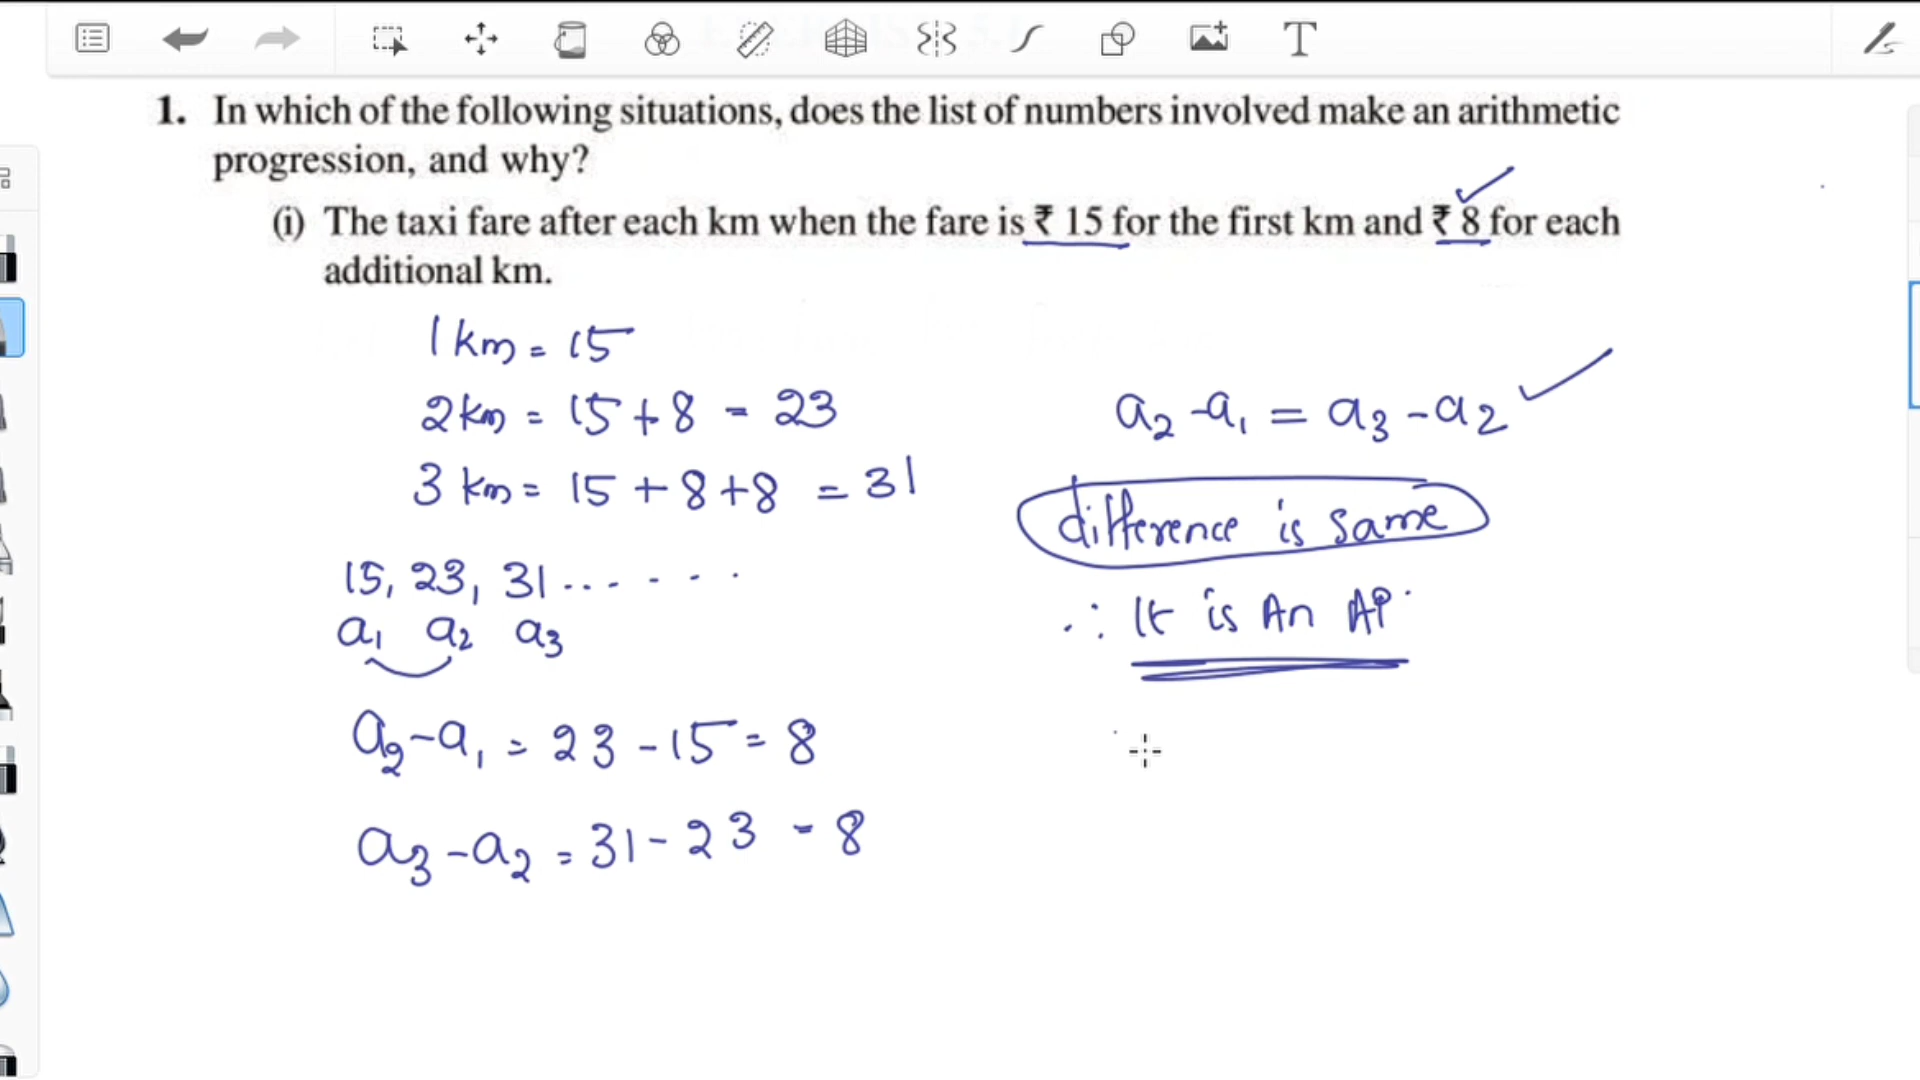 1. In which of the following situations, does the list of numbers involved make an arithmetic
progression, and why?
(i) The taxi fare after each km when the fare is ₹ 15 for the first km and ₹ 8 for each
additional km.
1 km = 15
2 km = 15 + 8 = 23
3 km = 15 + 8 + 8 = 31
15, 23, 31 .......
a₁ a₂ a₃
a₂ - a₁ = 23 - 15 = 8
a₃ - a₂ = 31 - 23 = 8
a₂ - a₁ = a₃ - a₂
difference is same
∴ It is An AP.
T